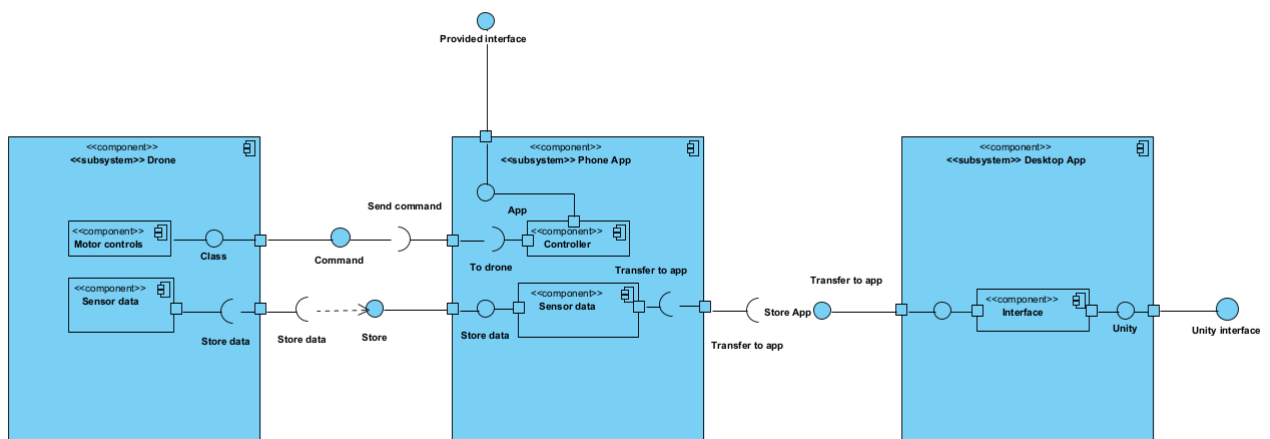 Provided interface
<<component>>
<<subsystem>> Drone
<<component>>
<<subsystem>> Phone App
<<component>>
<<subsystem>> Desktop App
Send command
App
<<component>>
Motor controls
Class
Command
To drone
<<component>>
Controller
Transfer to app
Transfer to app
<<component>>
Sensor data
Store data
Store data
Store
Store data
<<component>>
Sensor data
Transfer to app
Store App
<<component>>
Interface
Unity
Unity interface